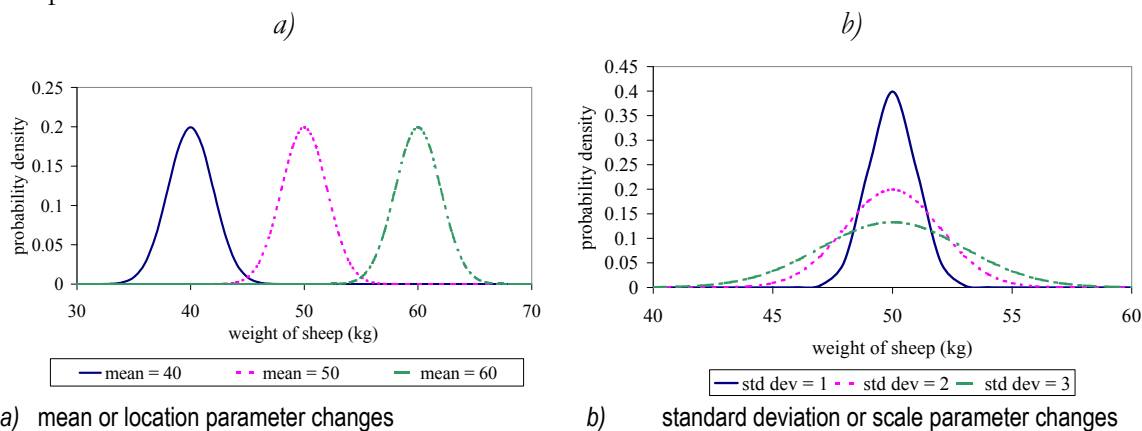 a)
0.25
0.2
0.15
0.1
0.05
0
probability density
30 40 50 60 70
weight of sheep (kg)
mean = 40 mean = 50 mean = 60
a) mean or location parameter changes
b)
0.45
0.4
0.35
0.3
0.25
0.2
0.15
0.1
0.05
0
probability density
40 45 50 55 60
weight of sheep (kg)
std dev = 1 std dev = 2 std dev = 3
b) standard deviation or scale parameter changes